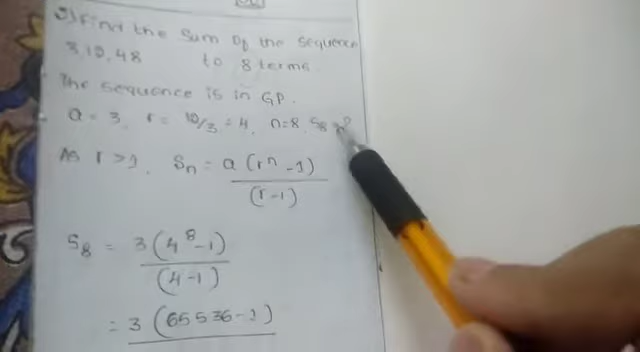 Find the sum of the sequence
3, 12, 48 to 8 terms.
The sequence is in GP.
a = 3, r = 12/3 = 4, n = 8, S8
As r > 1, Sn = a (r^n - 1) / (r - 1)
S8 = 3 (4^8 - 1) / (4 - 1)
= 3 (65536 - 1)